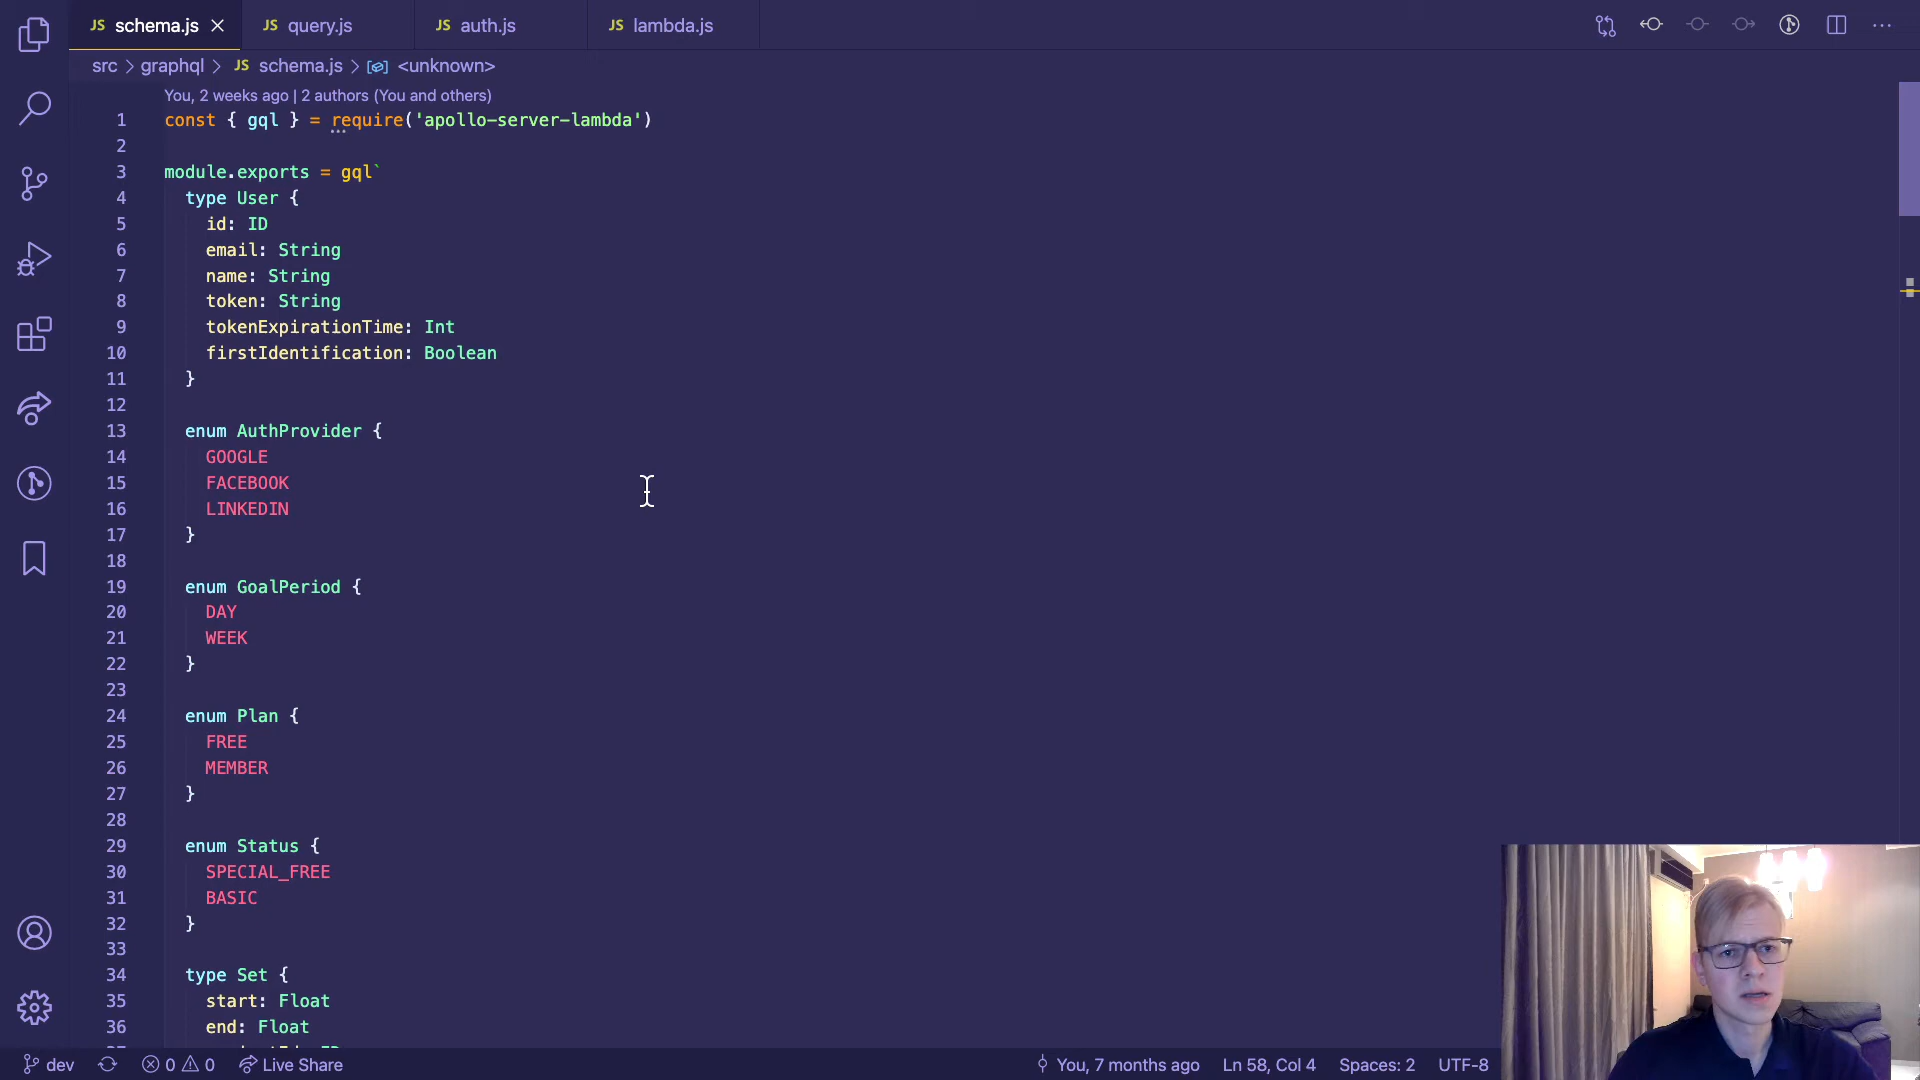 JS schema.js
JS query.js
JS auth.js
JS lambda.js
src > graphql > JS schema.js > <unknown>
You, 2 weeks ago | 2 authors (You and others)
1 const { gql } = require('apollo-server-lambda')
2
3 module.exports = gql`
4 type User {
5 id: ID
6 email: String
7 name: String
8 token: String
9 tokenExpirationTime: Int
10 firstIdentification: Boolean
11 }
12
13 enum AuthProvider {
14 GOOGLE
15 FACEBOOK
16 LINKEDIN
17 }
18
19 enum GoalPeriod {
20 DAY
21 WEEK
22 }
23
24 enum Plan {
25 FREE
26 MEMBER
27 }
28
29 enum Status {
30 SPECIAL_FREE
31 BASIC
32 }
33
34 type Set {
35 start: Float
36 end: Float
dev 0 0 Live Share You, 7 months ago Ln 58, Col 4 Spaces: 2 UTF-8